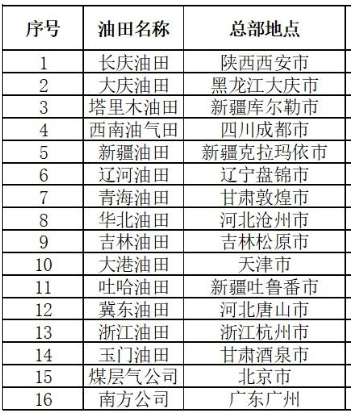 序号 油田名称 总部地点
1 长庆油田 陕西西安市
2 大庆油田 黑龙江大庆市
3 塔里木油田 新疆库尔勒市
4 西南油气田 四川成都市
5 新疆油田 新疆克拉玛依市
6 辽河油田 辽宁盘锦市
7 青海油田 甘肃敦煌市
8 华北油田 河北沧州市
9 吉林油田 吉林松原市
10 大港油田 天津市
11 吐哈油田 新疆吐鲁番市
12 冀东油田 河北唐山市
13 浙江油田 浙江杭州市
14 玉门油田 甘肃酒泉市
15 煤层气公司 北京市
16 南方公司 广东广州